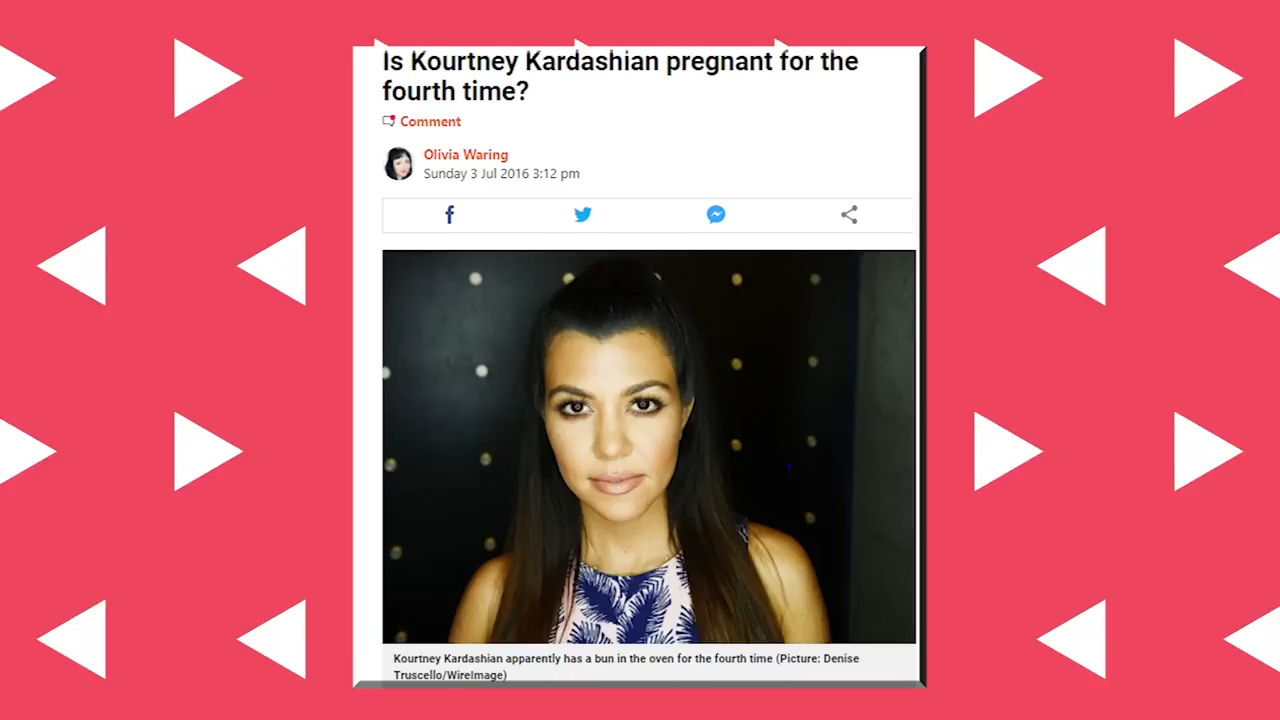 Is Kourtney Kardashian pregnant for the
fourth time?
Comment
Olivia Waring
Sunday 3 Jul 2016 3:12 pm
Kourtney Kardashian apparently has a bun in the oven for the fourth time (Picture: Denise
Truscello/WireImage)